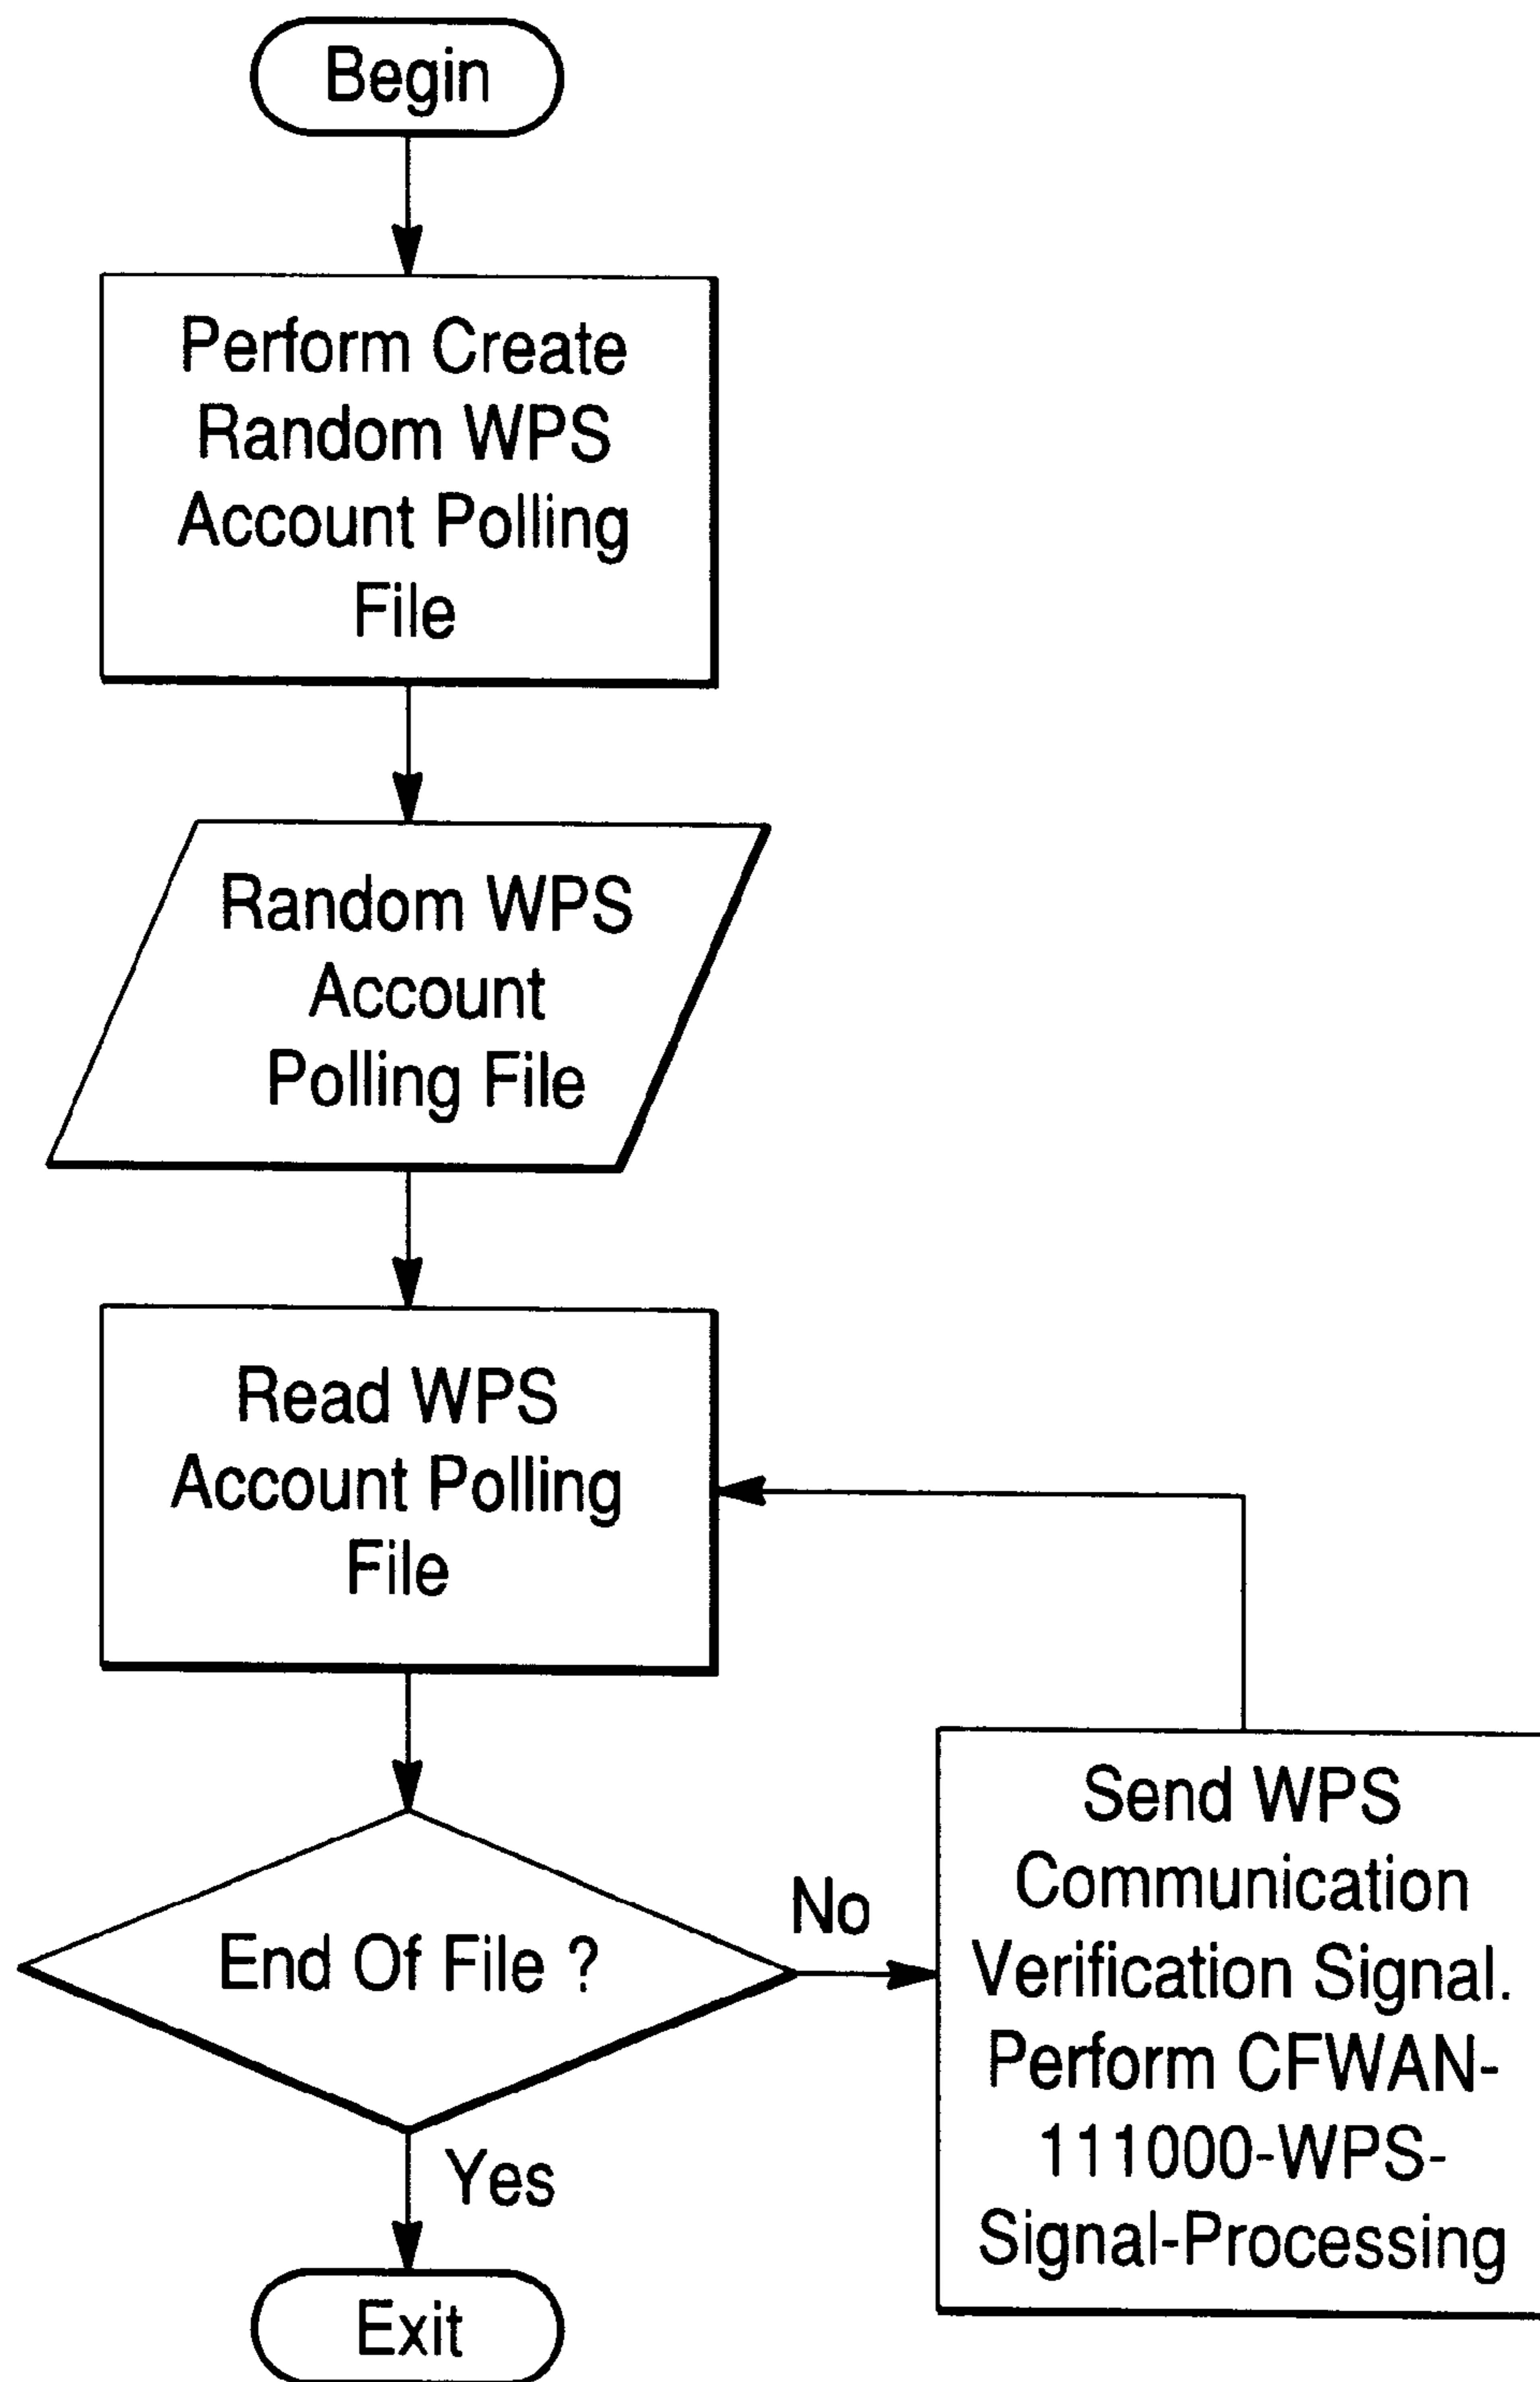 Begin
Perform Create
Random WPS
Account Polling
File
Random WPS
Account
Polling File
Read WPS
Account Polling
File
End Of File ?
No
Send WPS
Communication
Verification Signal.
Perform CFWAN-
111000-WPS-
Signal-Processing
Yes
Exit